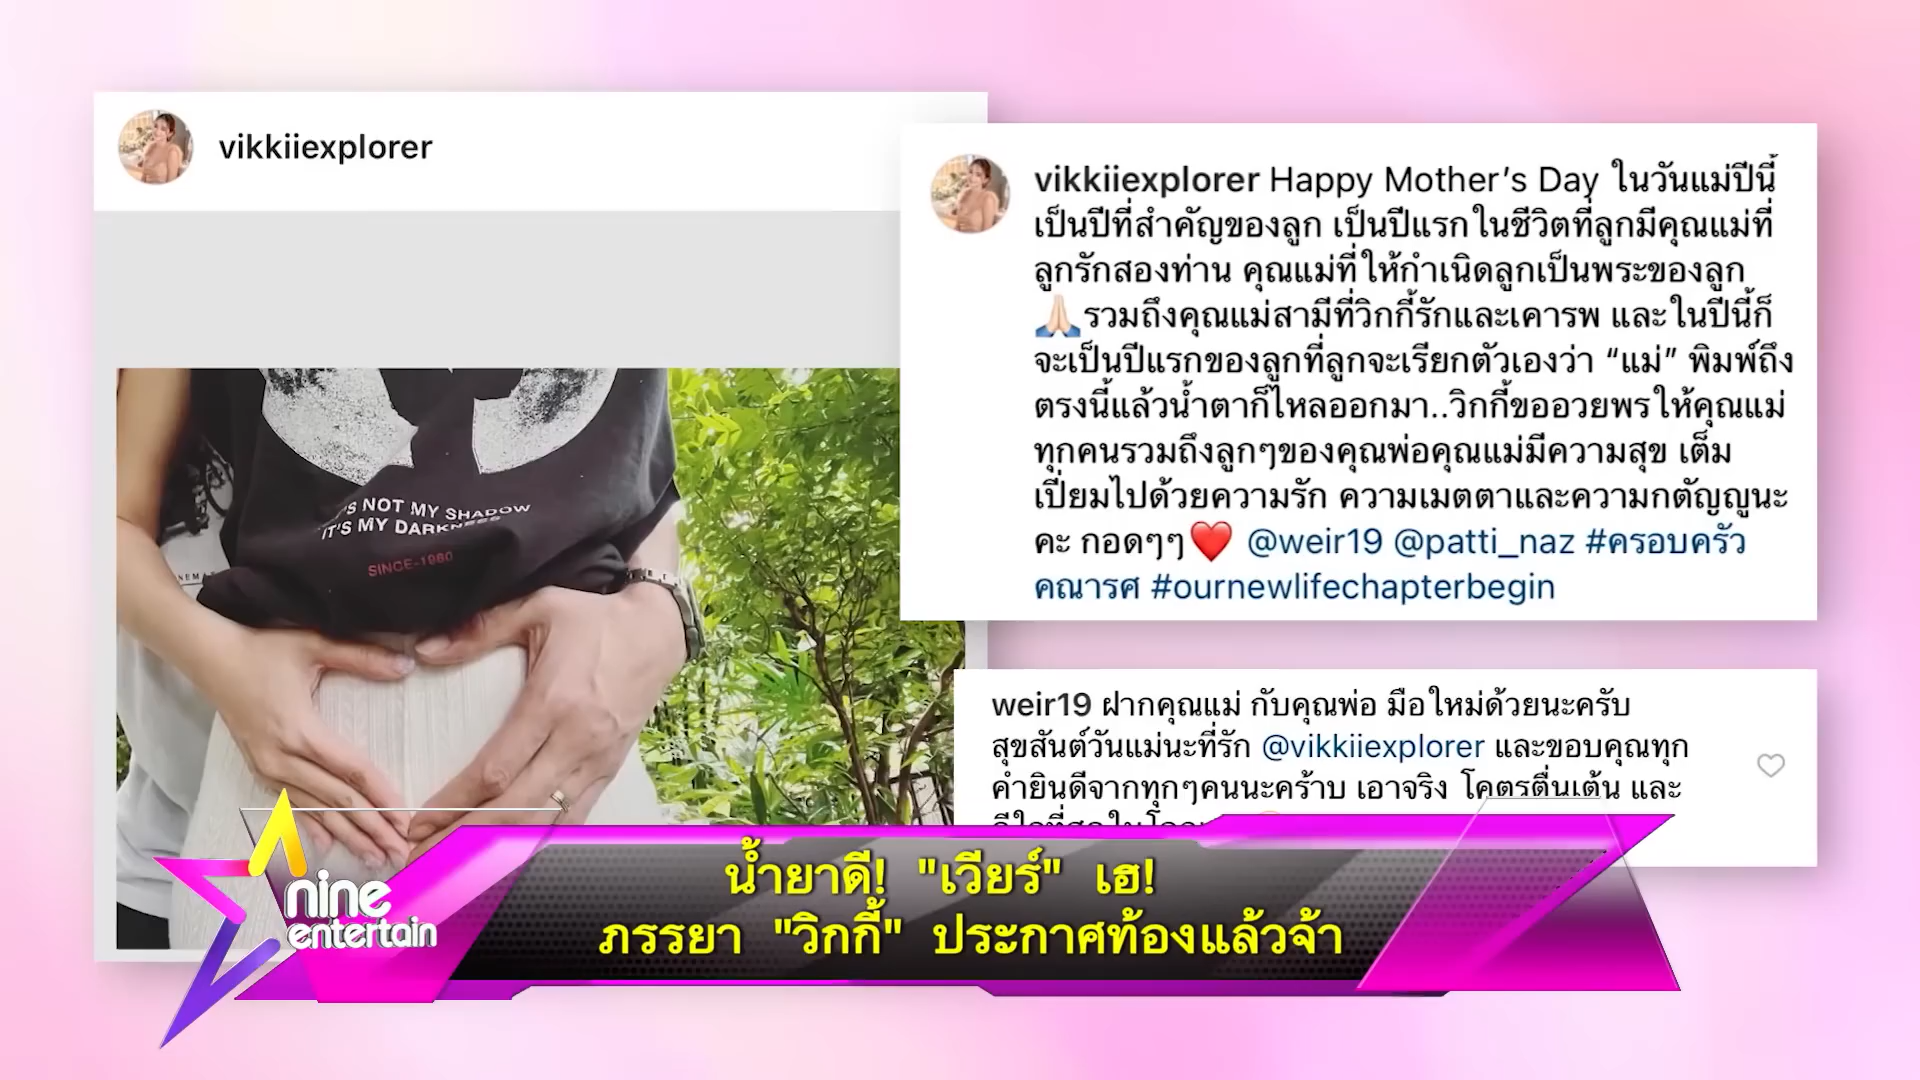 vikkiiexplorer
vikkiiexplorer Happy Mother's Day ในวันแม่ปีนี้
เป็นปีที่สำคัญของลูก เป็นปีแรกในชีวิตที่ลูกมีคุณแม่ที่
ลูกรักสองท่าน คุณแม่ที่ให้กำเนิดลูกเป็นพระของลูก
🙏🏻รวมถึงคุณแม่สามีที่วิกกี้รักและเคารพ และในปีนี้ก็
จะเป็นปีแรกของลูกที่ลูกจะเรียกตัวเองว่า “แม่” พิมพ์ถึง
ตรงนี้แล้วน้ำตาก็ไหลออกมา..วิกกี้ขออวยพรให้คุณแม่
ทุกคนรวมถึงลูกๆของคุณพ่อคุณแม่มีความสุข เต็ม
เปี่ยมไปด้วยความรัก ความเมตตาและความกตัญญูนะ
คะ กอดๆๆ❤️ @weir19 @patti_naz #ครอบครัว
คณารศ #ournewlifechapterbegin
'S NOT MY SHADOW
IT'S MY DARKNESS
SINCE-1980
weir19 ฝากคุณแม่ กับคุณพ่อ มือใหม่ด้วยนะครับ
สุขสันต์วันแม่นะที่รัก @vikkiiexplorer และขอบคุณทุก
คำยินดีจากทุกๆคนนะคร้าบ เอาจริง โคตรตื่นเต้น และ
น้ำยาดี! "เวียร์" เฮ!
ภรรยา "วิกกี้" ประกาศท้องแล้วจ้า
nine
entertain